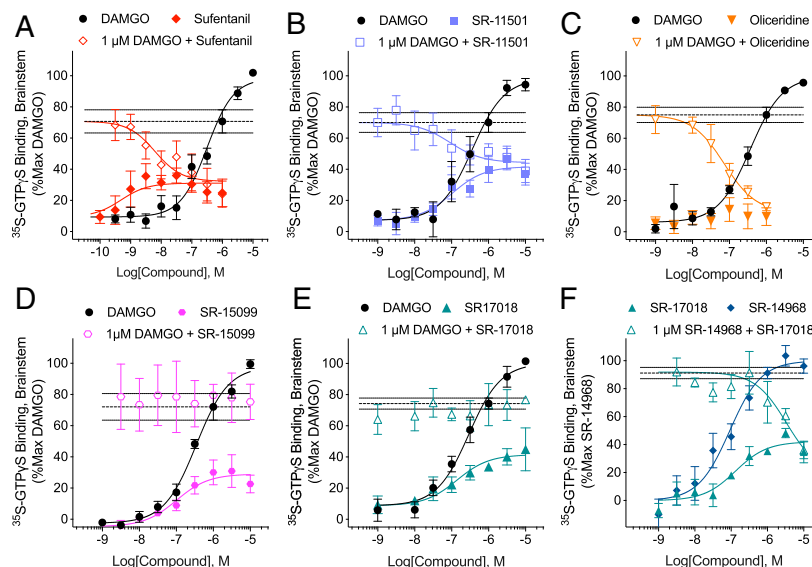 A
DAMGO
Sufentanil
1 µM DAMGO + Sufentanil
³⁵S-GTPγS Binding, Brainstem
(%Max DAMGO)
100
80
60
40
20
0
-10 -9 -8 -7 -6 -5
Log[Compound], M
B
DAMGO
SR-11501
1 µM DAMGO + SR-11501
³⁵S-GTPγS Binding, Brainstem
(%Max DAMGO)
100
80
60
40
20
0
-9 -8 -7 -6 -5
Log[Compound], M
C
DAMGO
Oliceridine
1 µM DAMGO + Oliceridine
³⁵S-GTPγS Binding, Brainstem
(%Max DAMGO)
100
80
60
40
20
0
-9 -8 -7 -6 -5
Log[Compound], M
D
DAMGO
SR-15099
1µM DAMGO + SR-15099
³⁵S-GTPγS Binding, Brainstem
(%Max DAMGO)
100
80
60
40
20
0
-9 -8 -7 -6 -5
Log[Compound], M
E
DAMGO
SR17018
1 µM DAMGO + SR-17018
³⁵S-GTPγS Binding, Brainstem
(%Max DAMGO)
100
80
60
40
20
0
-9 -8 -7 -6 -5
Log[Compound], M
F
SR-17018
SR-14968
1 µM SR-14968 + SR-17018
³⁵S-GTPγS Binding, Brainstem
(%Max SR-14968)
100
80
60
40
20
0
-9 -8 -7 -6 -5
Log[Compound], M